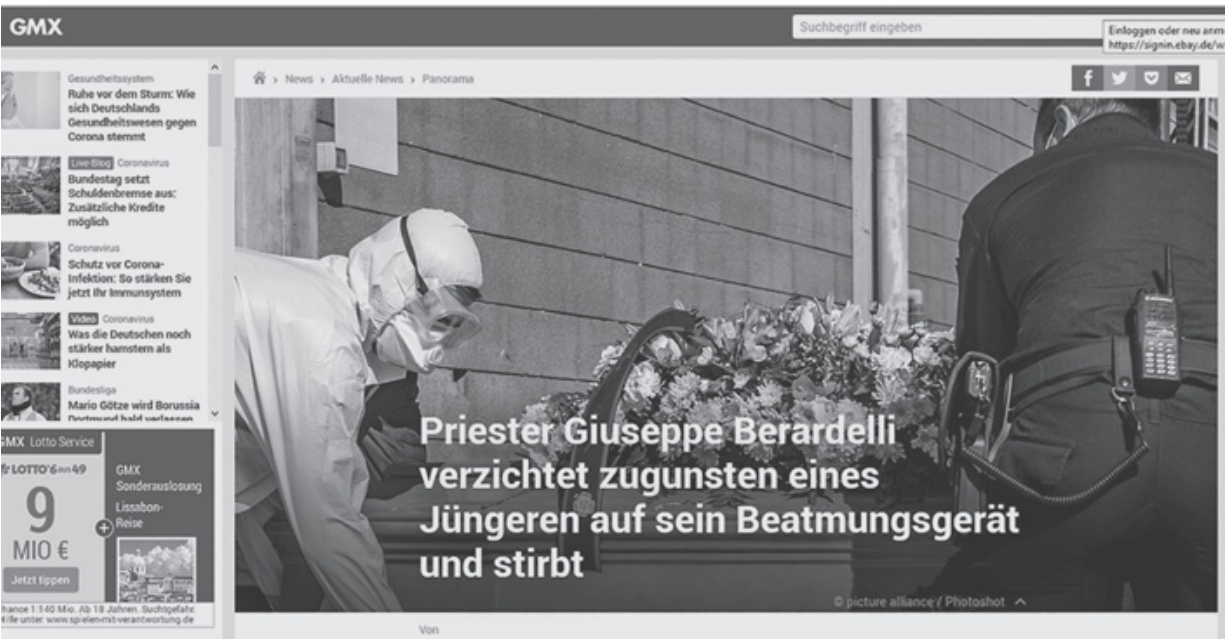 GMX
Suchbegriff eingeben
Einloggen oder neu
https://signin.ebay.de/
News > Aktuelle News > Panorama
Gesundheitssystem
Ruhe vor dem Sturm: Wie
sich Deutschlands
Gesundheitswesen gegen
Corona stemmt
Live-Blog Coronavirus
Bundestag setzt
Schuldenbremse aus:
Zusätzliche Kredite
möglich
Coronavirus
Schutz vor Corona-
Infektion: So stärken Sie
jetzt Ihr Immunsystem
Video Coronavirus
Was die Deutschen noch
stärker hamstern als
Klopapier
Bundesliga
Mario Götze wird Borussia
Dortmund bald verlassen
GMX Lotto Service
LOTTO 6aus49
9
MIO €
Jetzt tippen
GMX
Sonderauslosung
Lissabon-
Reise
Chance 1:140 Mio. Ab 18 Jahren. Suchtgefahr.
Hilfe unter: www.spielen-mit-verantwortung.de
Priester Giuseppe Berardelli
verzichtet zugunsten eines
Jüngeren auf sein Beatmungsgerät
und stirbt
© picture alliance / Photoshot
Von